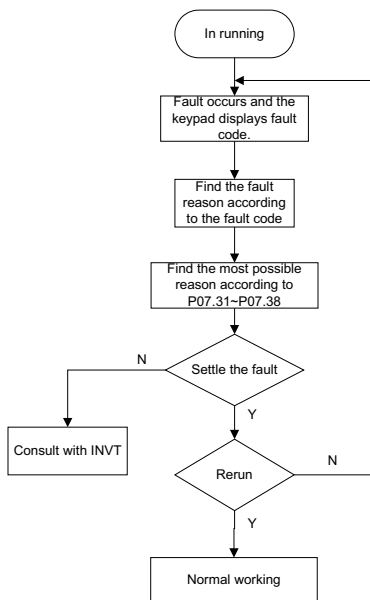 In running
Fault occurs and the
keypad displays fault
code.
Find the fault
reason according
to the fault code
Find the most possible
reason according to
P07.31~P07.38
N
Settle the fault
Y
Consult with INVT
Rerun
N
Y
Normal working